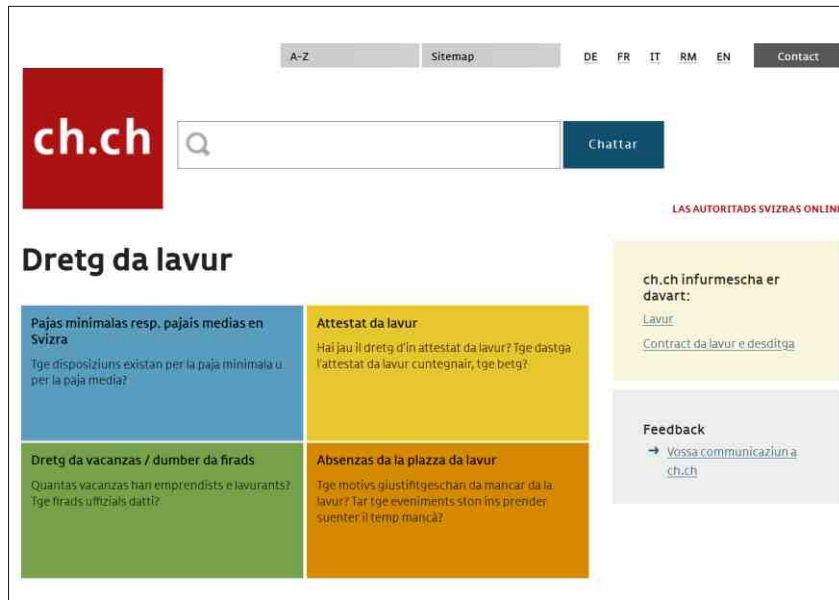 A-Z
Sitemap
DE FR IT RM EN
Contact
ch.ch
Chattar
LAS AUTORITADS SVIZRAS ONLINE
Dretg da lavur
Pajas minimalas resp. pajais medias en
Svizra
Tge disposiziuns existan per la paja minimala u
per la paja media?
Attestat da lavur
Hai jau il dretg d'in attestat da lavur? Tge dastga
l'attestat da lavur cuntegnair, tge betg?
Dretg da vacanzas / dumber da firads
Quantas vacanzas han emprendists e lavurants?
Tge firads uffizials datti?
Absenzas da la plazza da lavur
Tge motivs giustifitgeschan da mancar da la
lavur? Tar tge eveniments ston ins prender
suenter il temp mancà?
ch.ch infurmescha er
davart:
Lavur
Contract da lavur e desditga
Feedback
→ Vossa communicaziun a
ch.ch